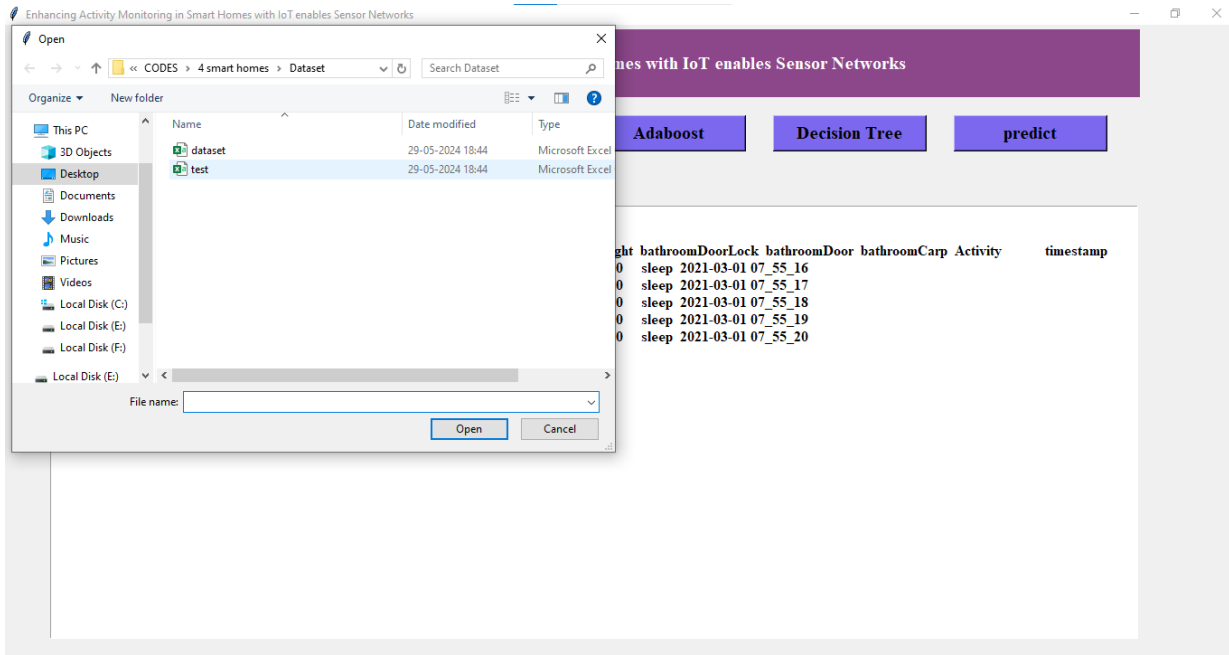 Enhancing Activity Monitoring in Smart Homes with IoT enables Sensor Networks
Open
« CODES › 4 smart homes › Dataset
Search Dataset
Organize
New folder
This PC
3D Objects
Desktop
Documents
Downloads
Music
Pictures
Videos
Local Disk (C:)
Local Disk (E:)
Local Disk (F:)
Local Disk (E:)
Name Date modified Type
dataset 29-05-2024 18:44 Microsoft Excel
test 29-05-2024 18:44 Microsoft Excel
File name:
Open Cancel
mes with IoT enables Sensor Networks
Adaboost Decision Tree predict
ght bathroomDoorLock bathroomDoor bathroomCarp Activity timestamp
0 sleep 2021-03-01 07_55_16
0 sleep 2021-03-01 07_55_17
0 sleep 2021-03-01 07_55_18
0 sleep 2021-03-01 07_55_19
0 sleep 2021-03-01 07_55_20